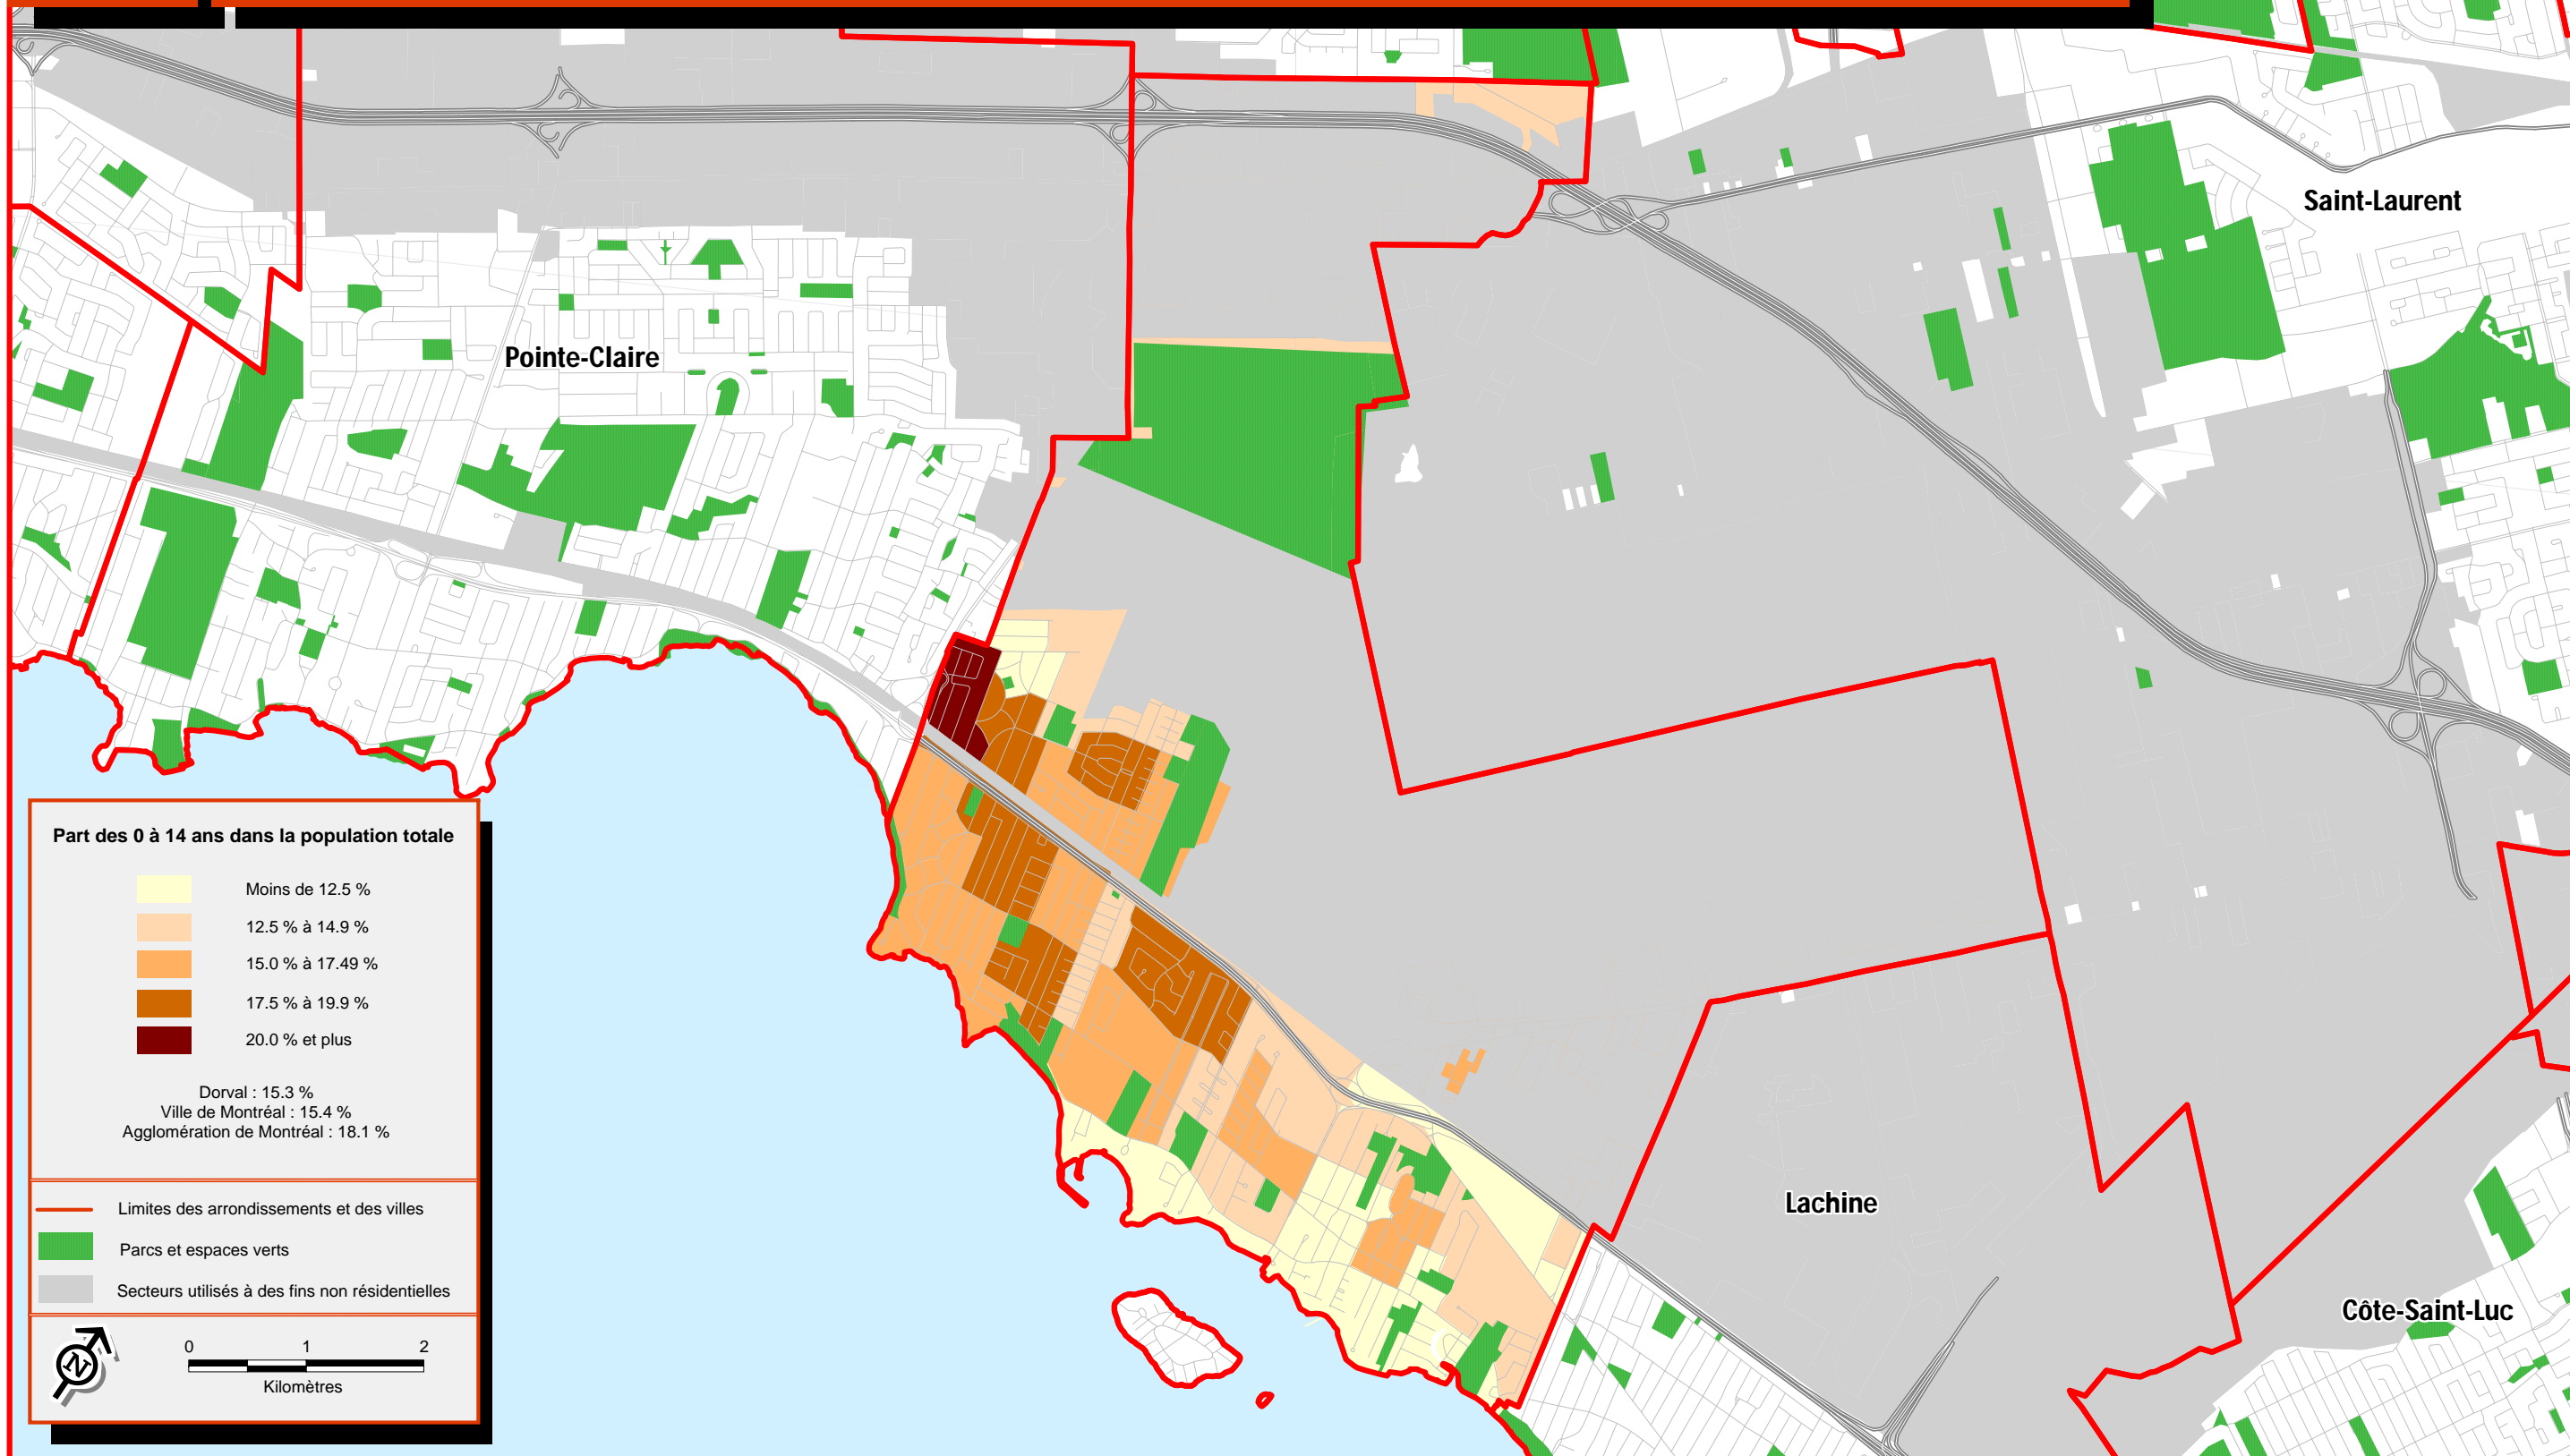 Saint-Laurent
Pointe-Claire
Part des 0 à 14 ans dans la population totale
Moins de 12.5 %
12.5 % à 14.9 %
15.0 % à 17.49 %
17.5 % à 19.9 %
20.0 % et plus
Dorval : 15.3 %
Ville de Montréal : 15.4 %
Agglomération de Montréal : 18.1 %
Limites des arrondissements et des villes
Parcs et espaces verts
Secteurs utilisés à des fins non résidentielles
N
0 1 2
Kilomètres
Lachine
Côte-Saint-Luc